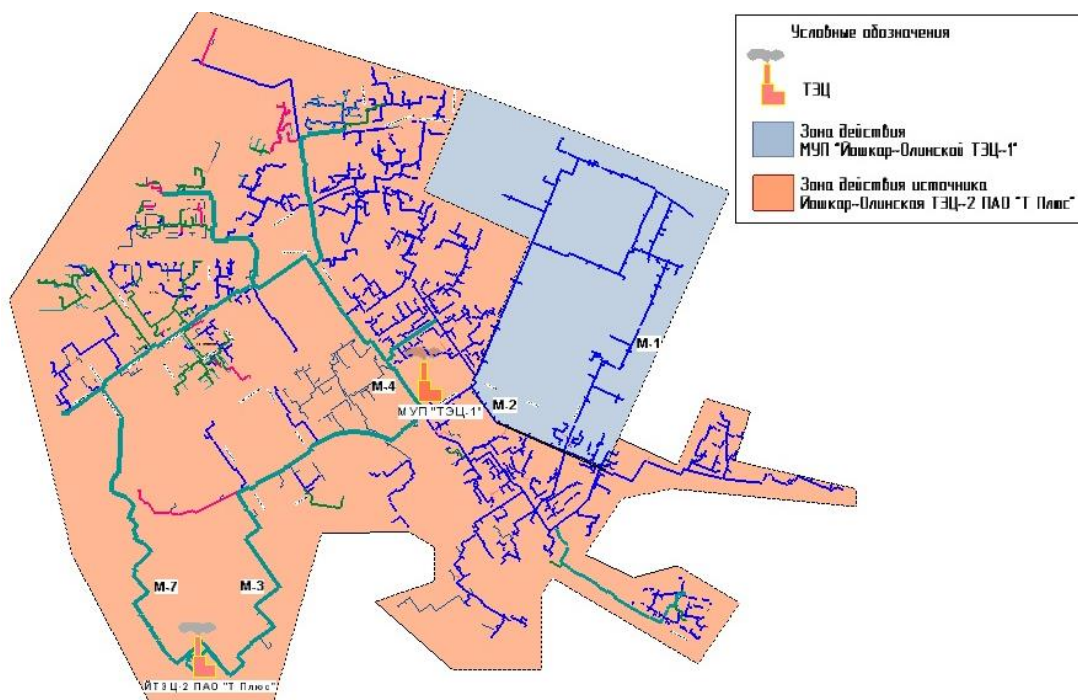 Условные обозначения
ТЭЦ
Зона действия
МУП "Йошкар-Олинской ТЭЦ-1"
Зона действия источника
Йошкар-Олинская ТЭЦ-2 ПАО "Т Плюс"
М-1
М-4
МУП "ТЭЦ-1"
М-2
М-7
М-3
ЙТЭЦ-2 ПАО "Т Плюс"